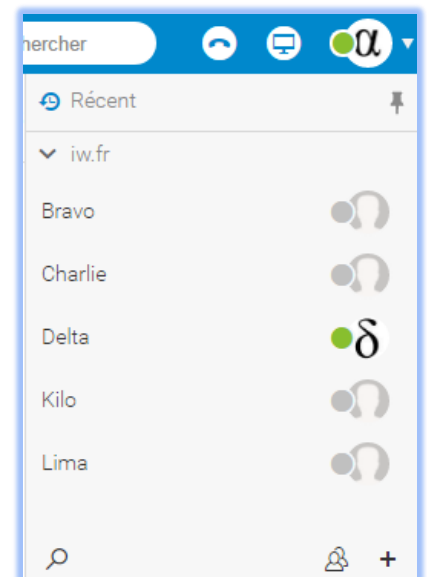 hercher
α
Récent
iw.fr
Bravo
Charlie
Delta
δ
Kilo
Lima